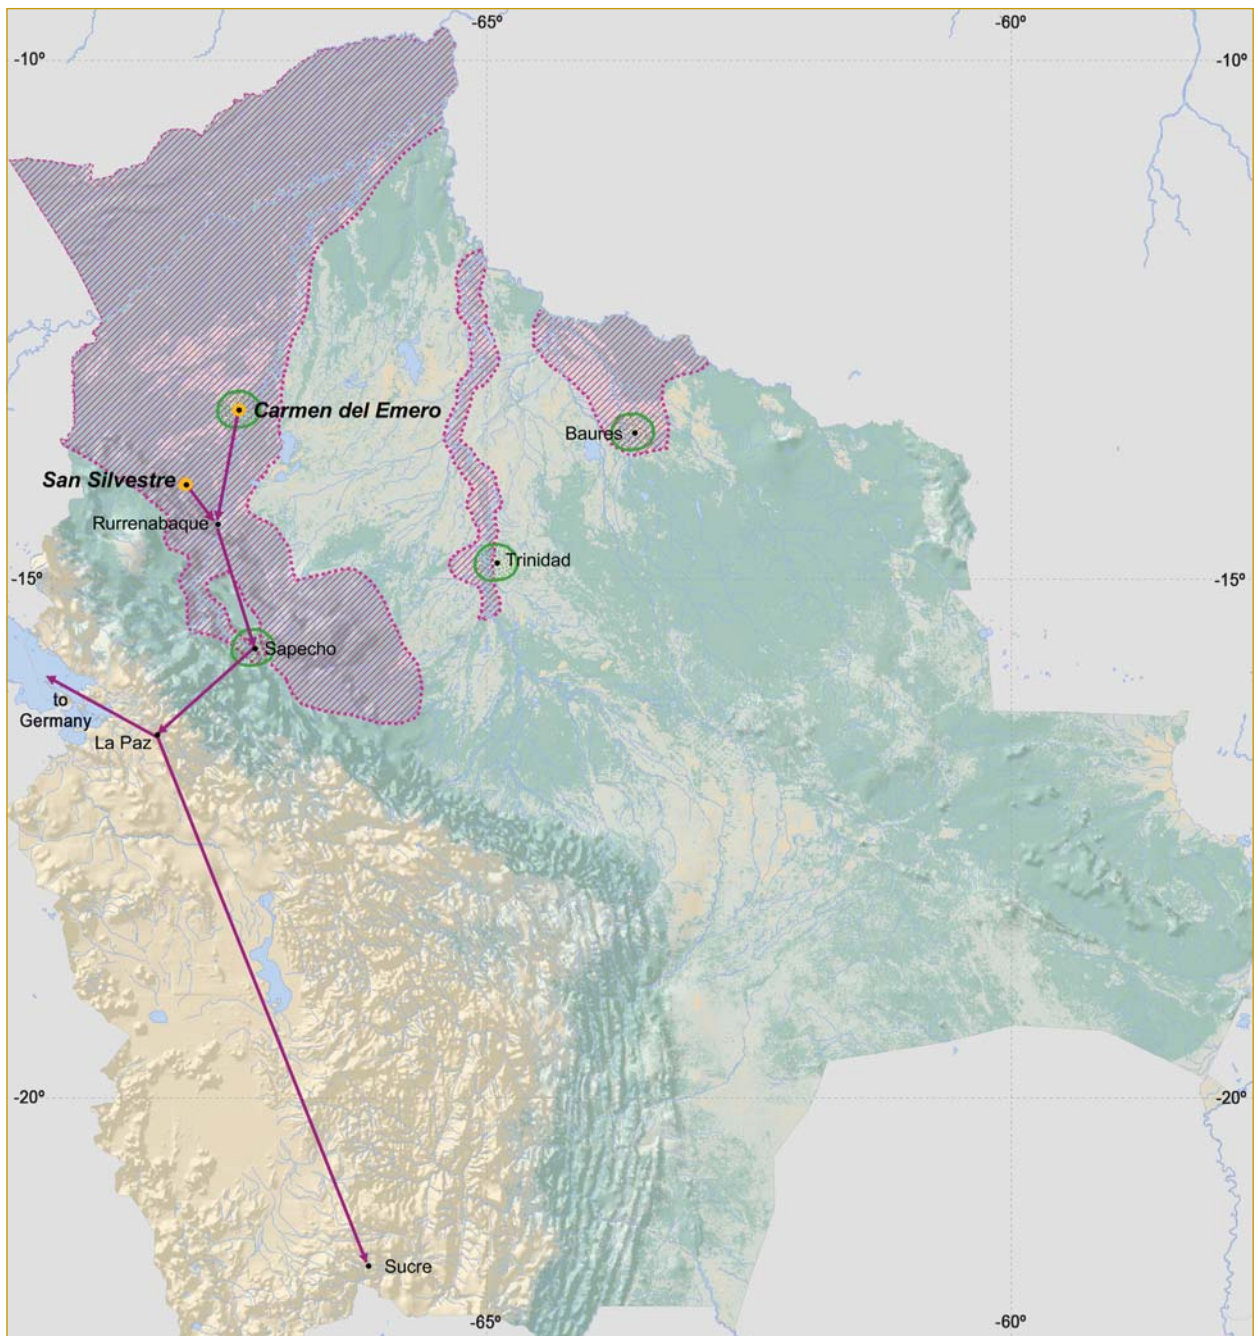 -65º
-60º
-10º
-10º
Carmen del Emero
Baures
San Silvestre
Rurrenabaque
Trinidad
-15º
-15º
Sapecho
to
Germany
La Paz
-20º
-20º
Sucre
-65º
-60º